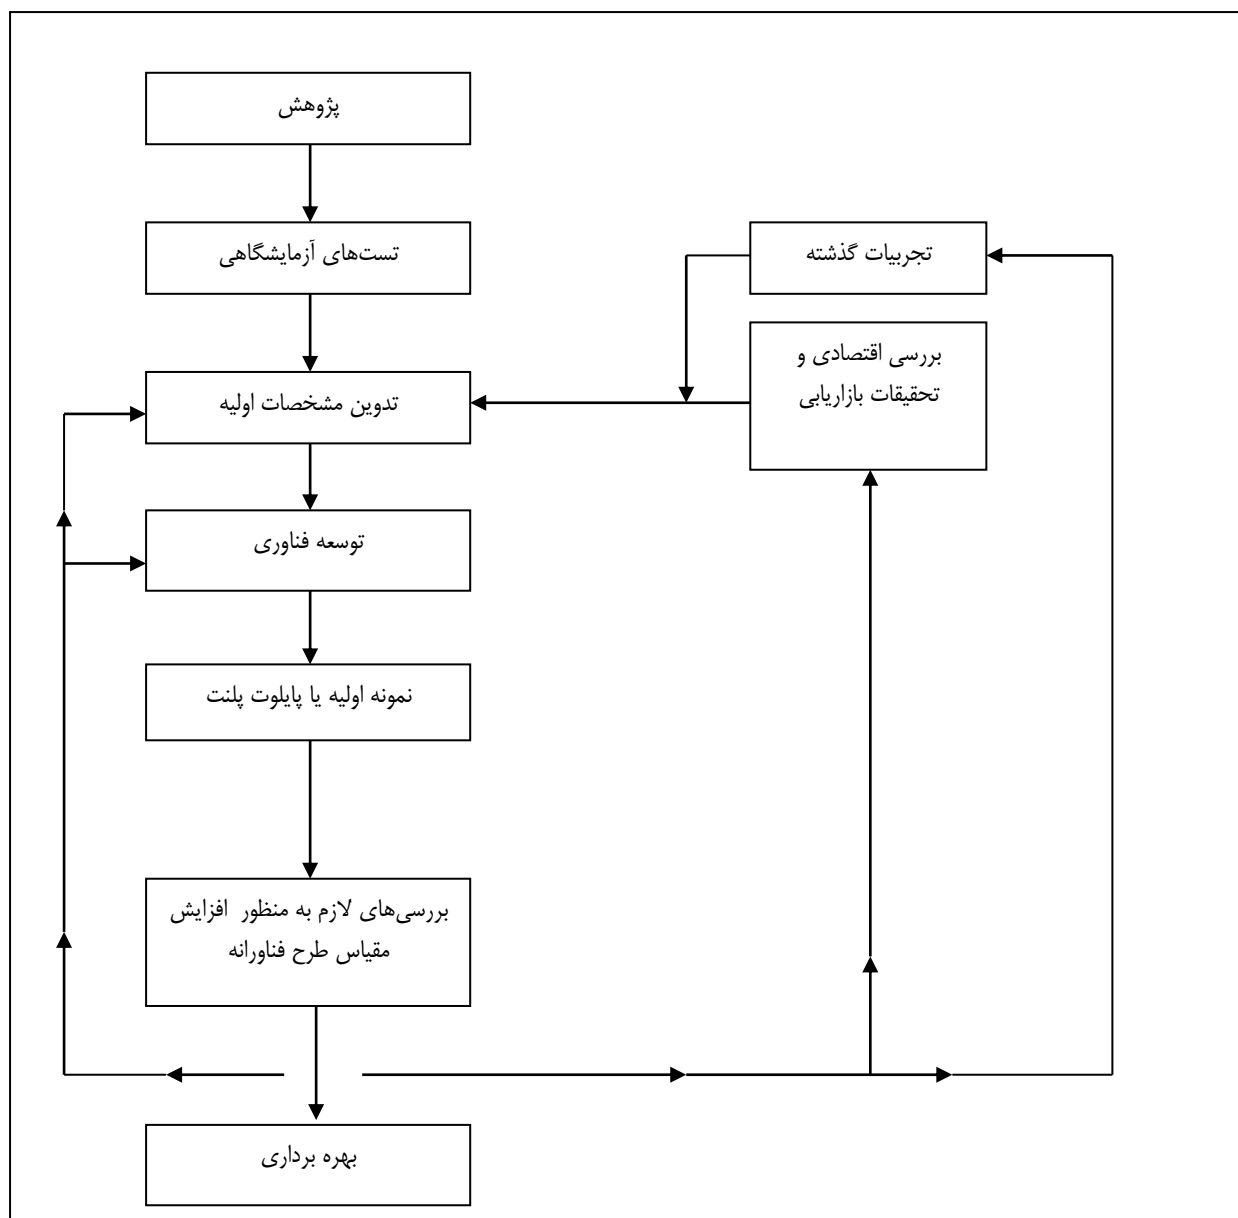 پژوهش
تست‌های آزمایشگاهی
تجربیات گذشته
بررسی اقتصادی و
تحقیقات بازاریابی
تدوین مشخصات اولیه
توسعه فناوری
نمونه اولیه یا پایلوت پلنت
بررسی‌های لازم به منظور افزایش
مقیاس طرح فناورانه
بهره برداری